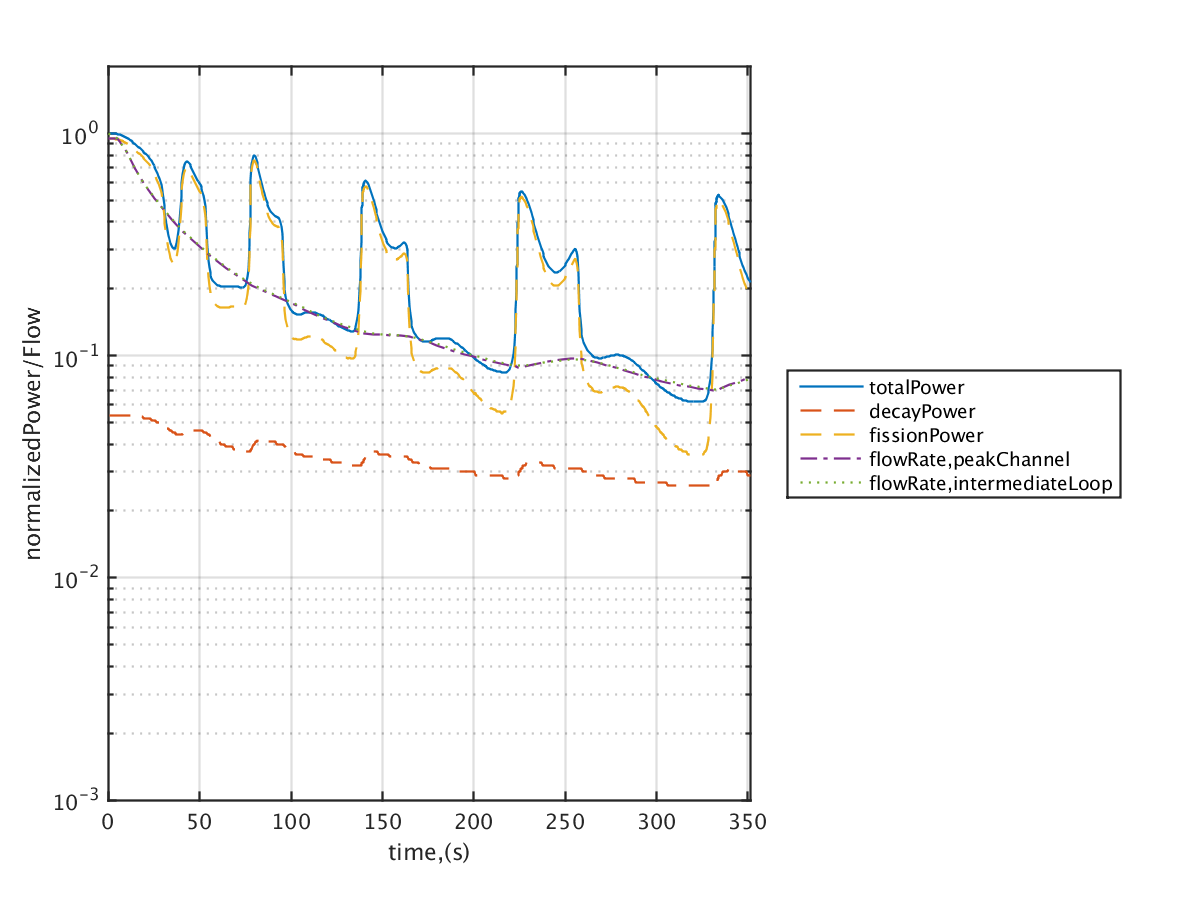 10^0
10^-1
10^-2
10^-3
normalizedPower/Flow
0 50 100 150 200 250 300 350
time,(s)
totalPower
decayPower
fissionPower
flowRate,peakChannel
flowRate,intermediateLoop